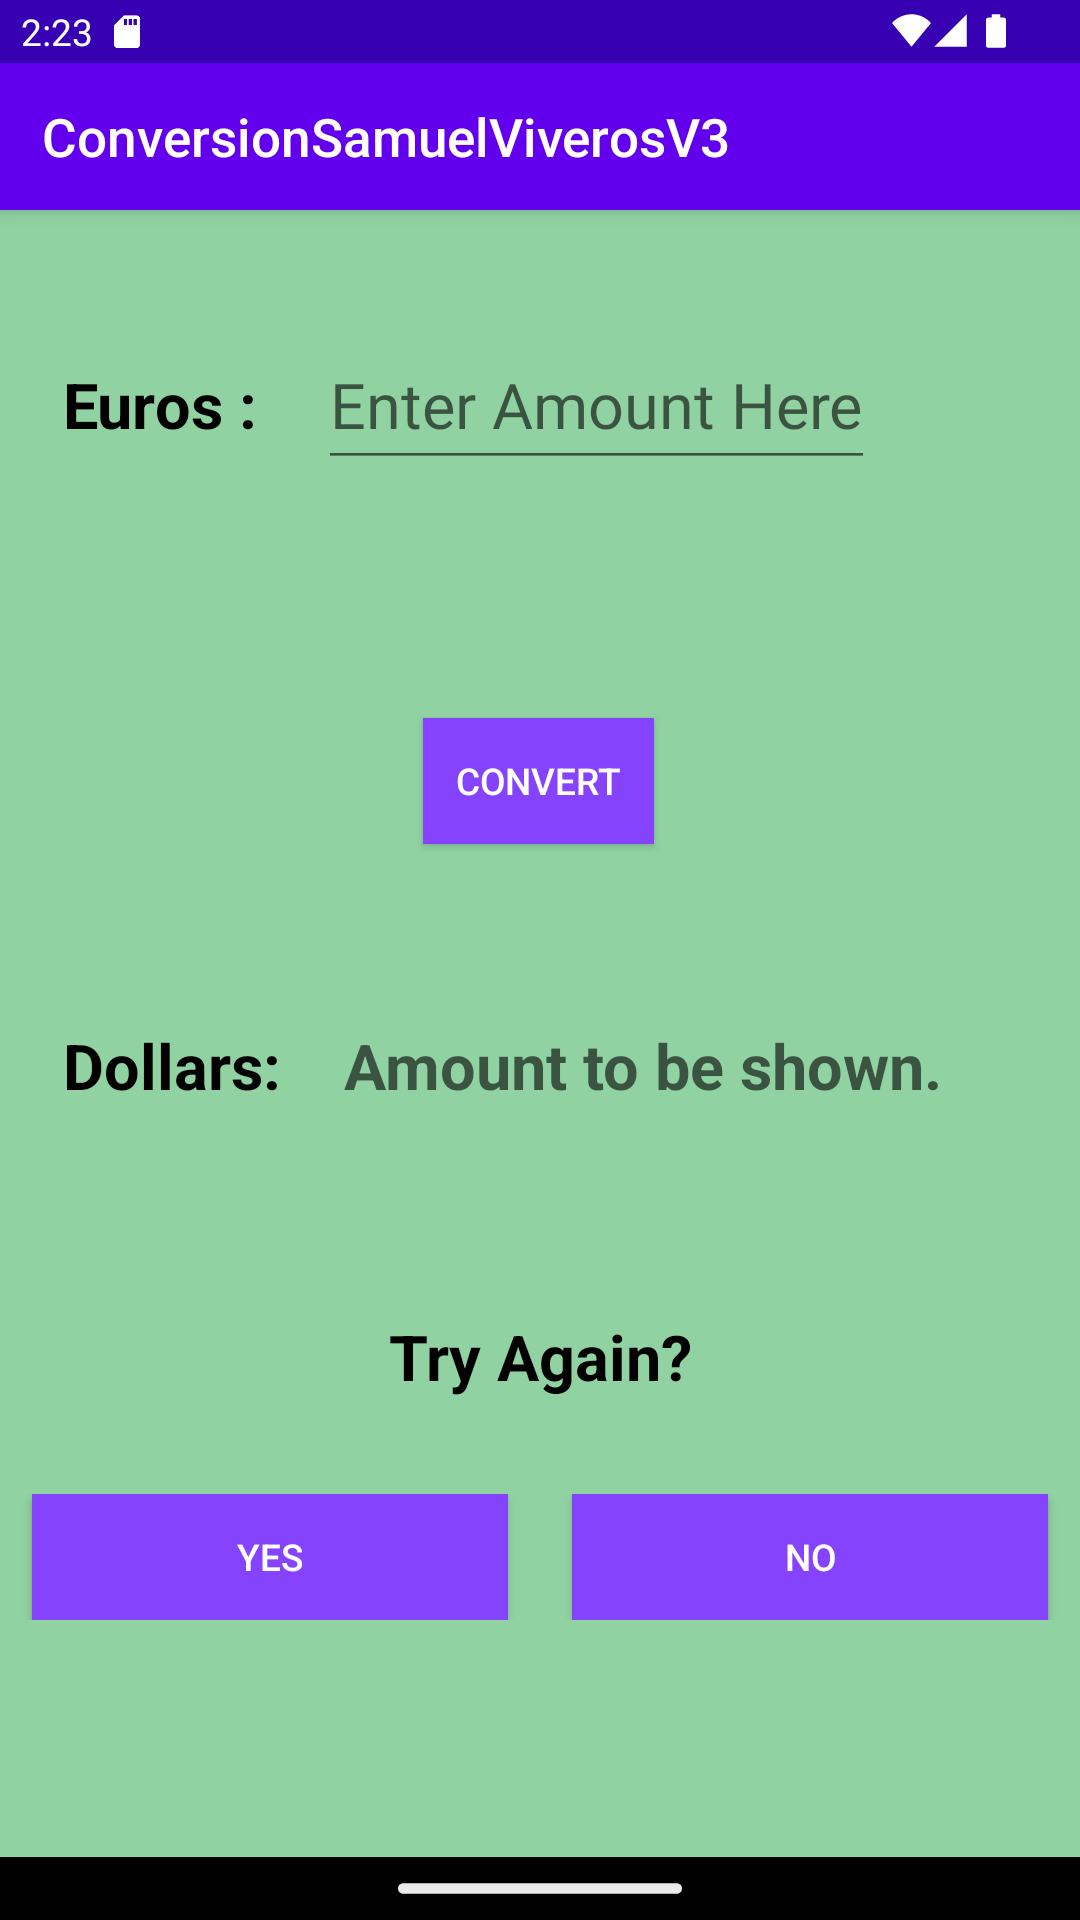 2:23
ConversionSamuelViverosV3
Euros : Enter Amount Here
CONVERT
Dollars: Amount to be shown.
Try Again?
YES NO